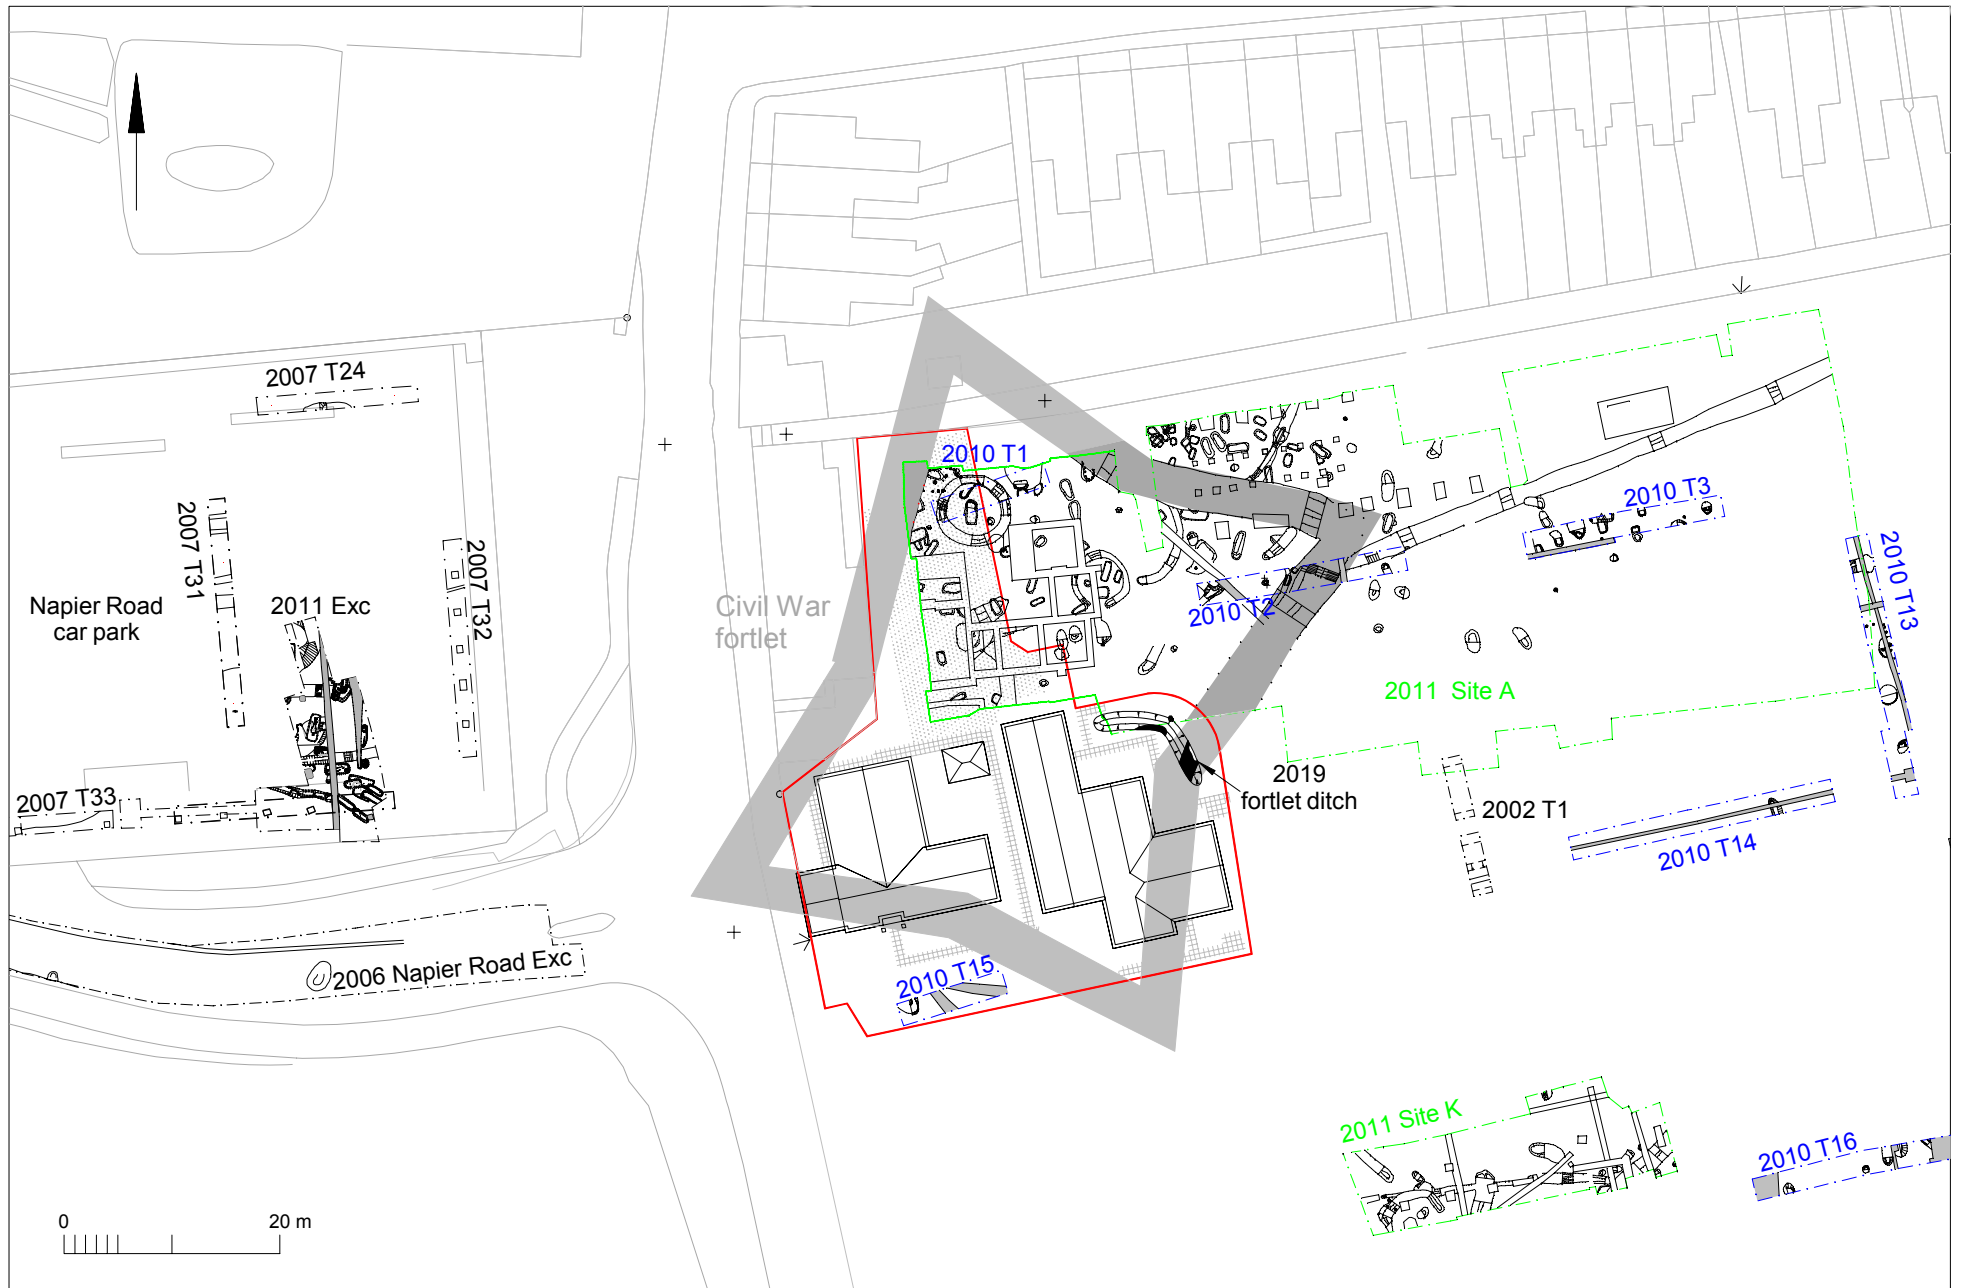 2007 T24
2010 T1
2010 T3
2007 T31
2007 T32
2010 T13
Napier Road
car park
2011 Exc
Civil War
fortlet
2010 T2
2011 Site A
2019
fortlet ditch
2007 T33
2002 T1
2010 T14
2006 Napier Road Exc
2010 T15
2011 Site K
2010 T16
0 20 m